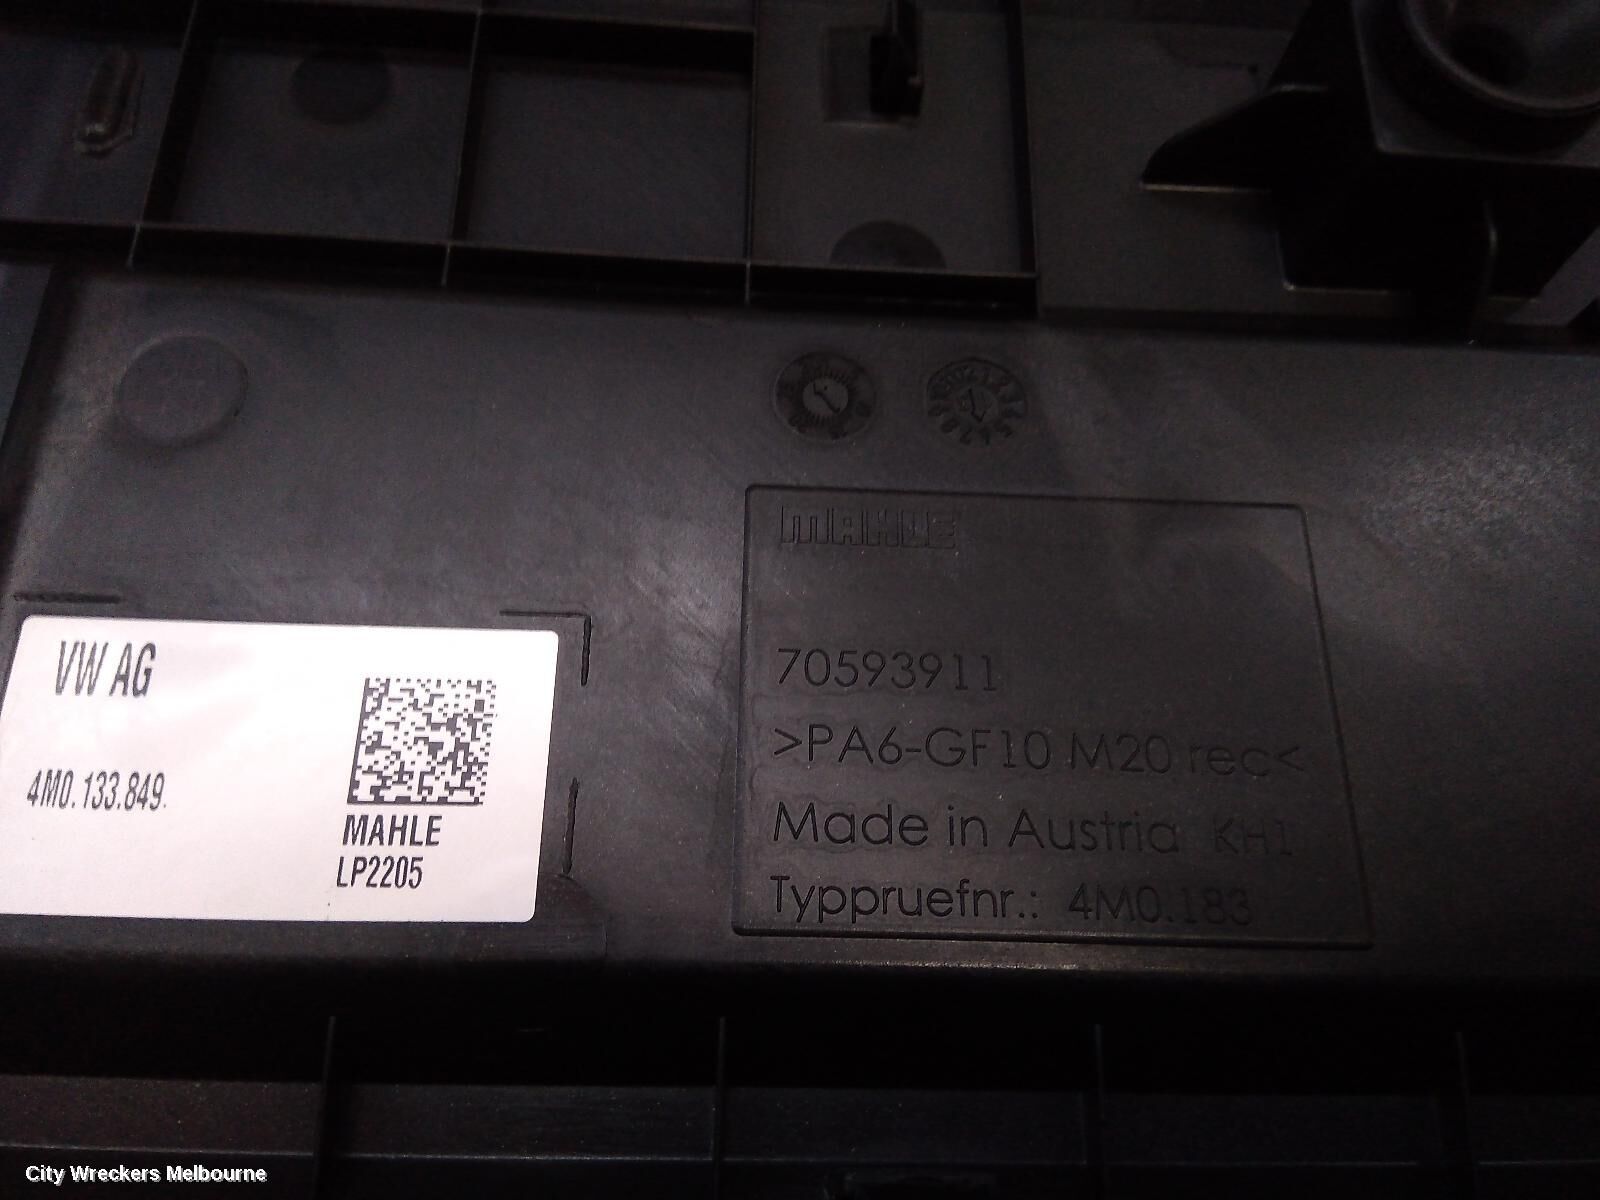 MAHLE
70593911
>PA6-GF10 M20 rec<
Made in Austria KH1
Typpruefnr.: 4M0.183
VW AG
4M0.133.849.
MAHLE
LP2205
City Wreckers Melbourne